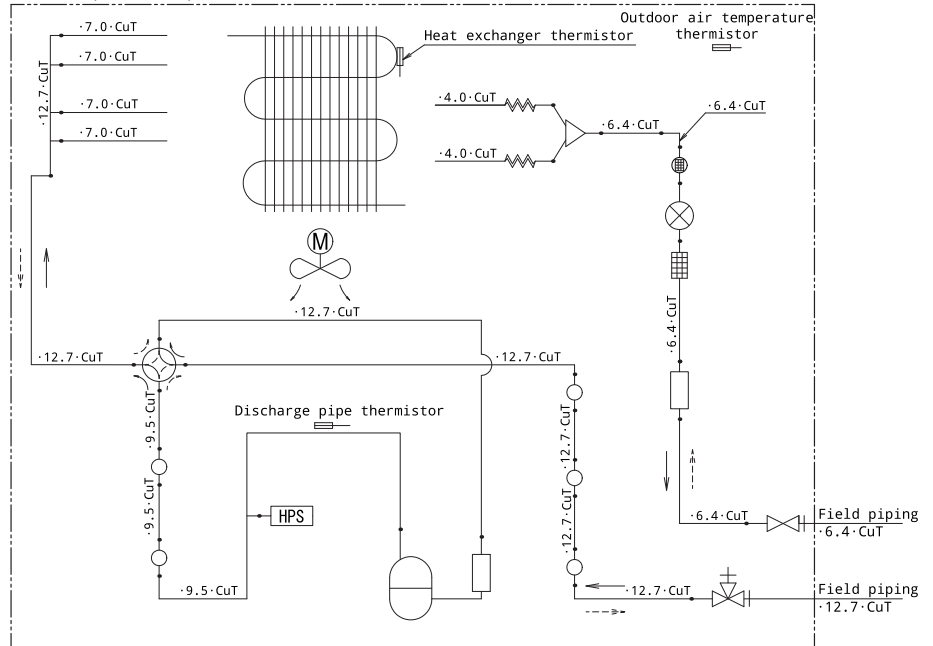 Outdoor air temperature
thermistor
·7.0·CuT
·7.0·CuT
·7.0·CuT
·7.0·CuT
·12.7·CuT
Heat exchanger thermistor
·4.0·CuT
·4.0·CuT
·6.4·CuT
·6.4·CuT
M
·12.7·CuT
·6.4·CuT
·12.7·CuT
·12.7·CuT
Discharge pipe thermistor
·9.5·CuT
·9.5·CuT
·12.7·CuT
·12.7·CuT
HPS
·6.4·CuT
Field piping
·6.4·CuT
·9.5·CuT
·12.7·CuT
Field piping
·12.7·CuT